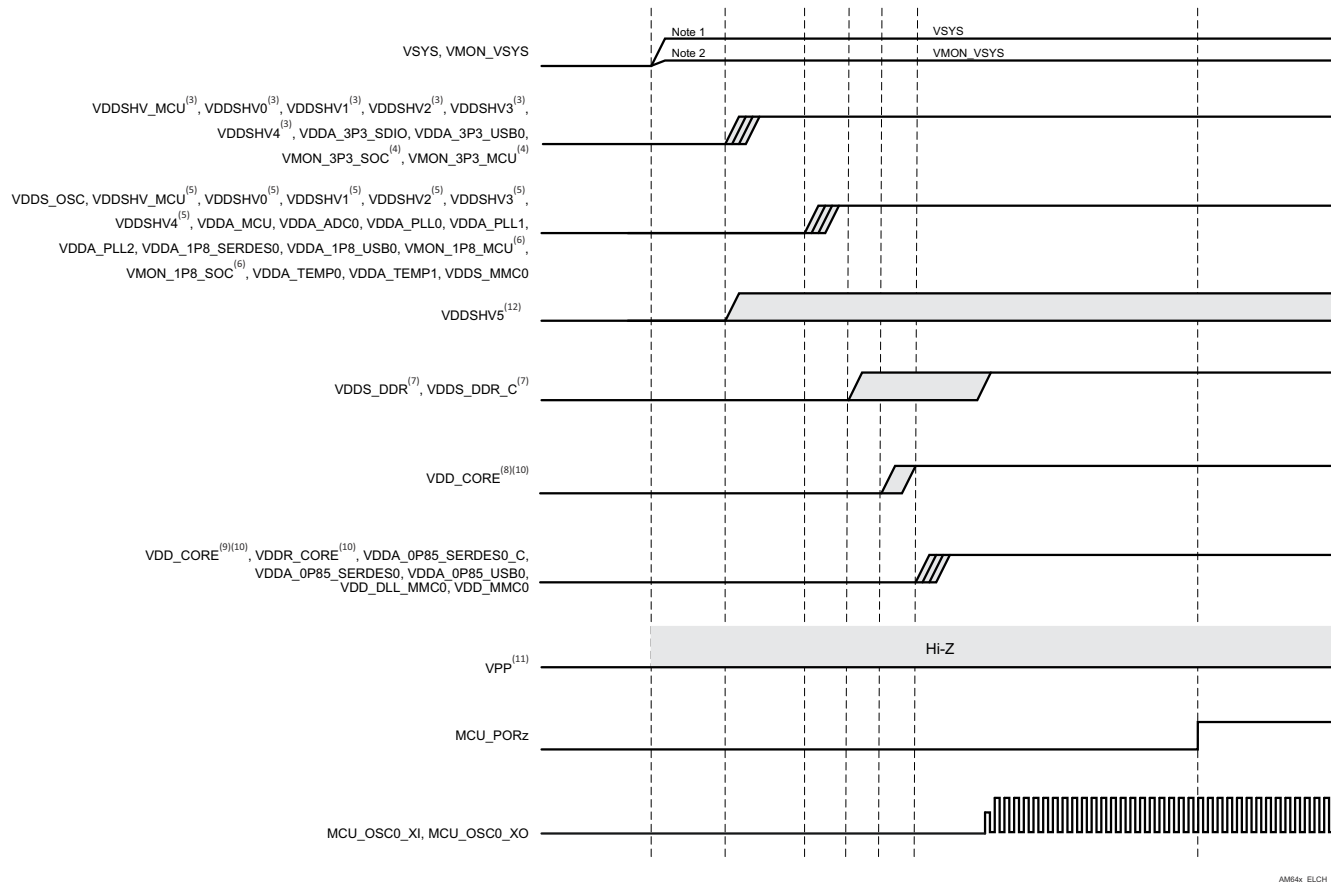 Note 1
VSYS
VSYS, VMON_VSYS
Note 2
VMON_VSYS
VDDSHV_MCU(3), VDDSHV0(3), VDDSHV1(3), VDDSHV2(3), VDDSHV3(3),
VDDSHV4(3), VDDA_3P3_SDIO, VDDA_3P3_USB0,
VMON_3P3_SOC(4), VMON_3P3_MCU(4)
VDDS_OSC, VDDSHV_MCU(5), VDDSHV0(5), VDDSHV1(5), VDDSHV2(5), VDDSHV3(5),
VDDSHV4(5), VDDA_MCU, VDDA_ADC0, VDDA_PLL0, VDDA_PLL1,
VDDA_PLL2, VDDA_1P8_SERDES0, VDDA_1P8_USB0, VMON_1P8_MCU(6),
VMON_1P8_SOC(6), VDDA_TEMP0, VDDA_TEMP1, VDDS_MMC0
VDDSHV5(12)
VDDS_DDR(7), VDDS_DDR_C(7)
VDD_CORE(8)(10)
VDD_CORE(9)(10), VDDR_CORE(10), VDDA_0P85_SERDES0_C,
VDDA_0P85_SERDES0, VDDA_0P85_USB0,
VDD_DLL_MMC0, VDD_MMC0
Hi-Z
VPP(11)
MCU_PORz
MCU_OSC0_XI, MCU_OSC0_XO
AM64x_ELCH